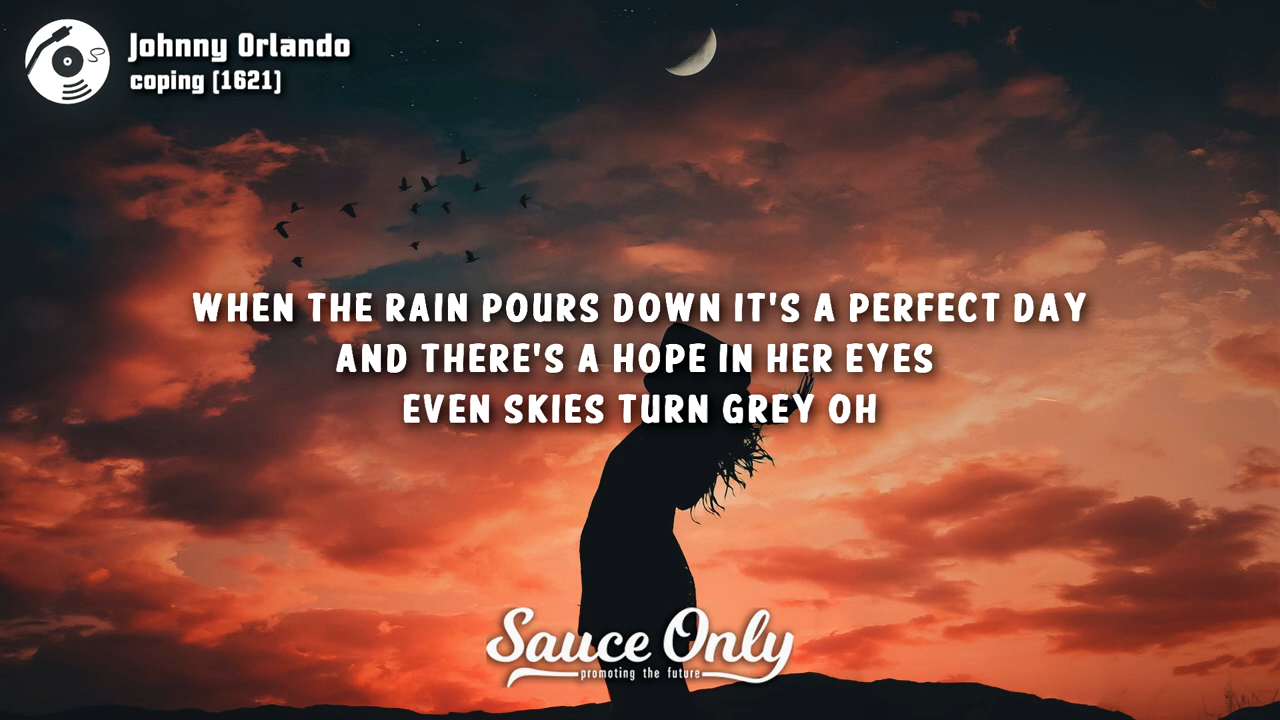 Johnny Orlando
coping [1621]
WHEN THE RAIN POURS DOWN IT'S A PERFECT DAY
AND THERE'S A HOPE IN HER EYES
EVEN SKIES TURN GREY OH
Sauce Only
promoting the future